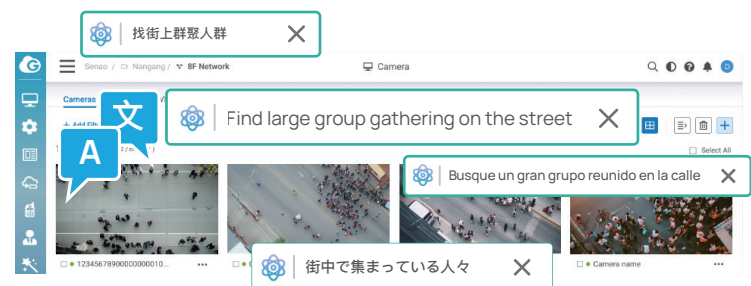 找街上群聚人群
Senao / Nangang / 8F Network
Camera
D
Cameras
Find large group gathering on the street
文
A
Select All
Busque un gran grupo reunido en la calle
12345678900000000010...
街中で集まっている人々
Camera name